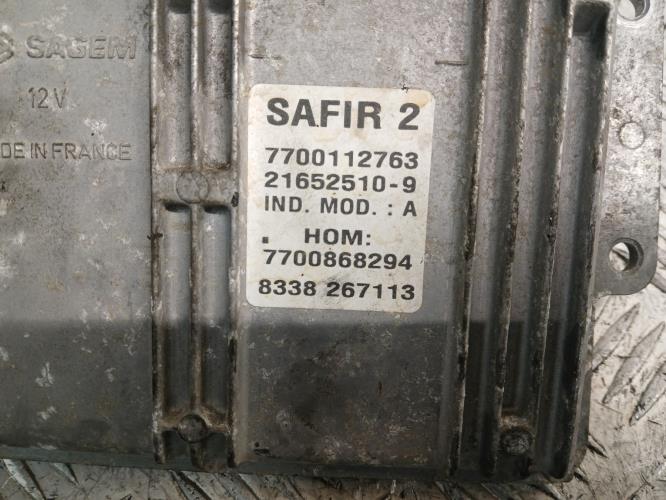 SAGEM
12V
DE IN FRANCE
SAFIR 2
7700112763
21652510-9
IND. MOD. : A
. HOM:
7700868294
8338 267113